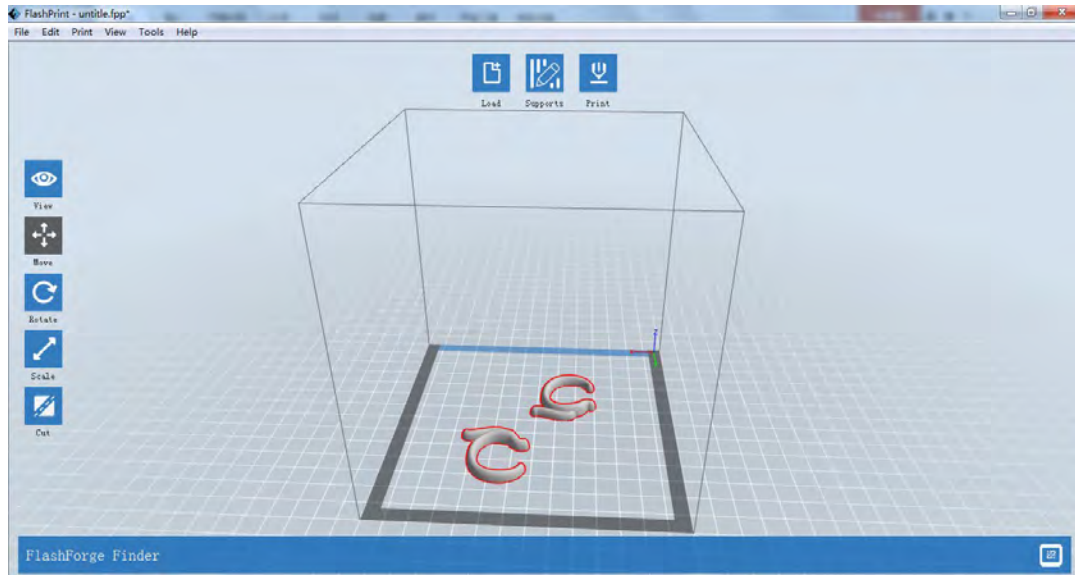 FlashPrint - untitle.fpp*
File Edit Print View Tools Help
Load Supports Print
View
Move
Rotate
Scale
Cut
FlashForge Finder